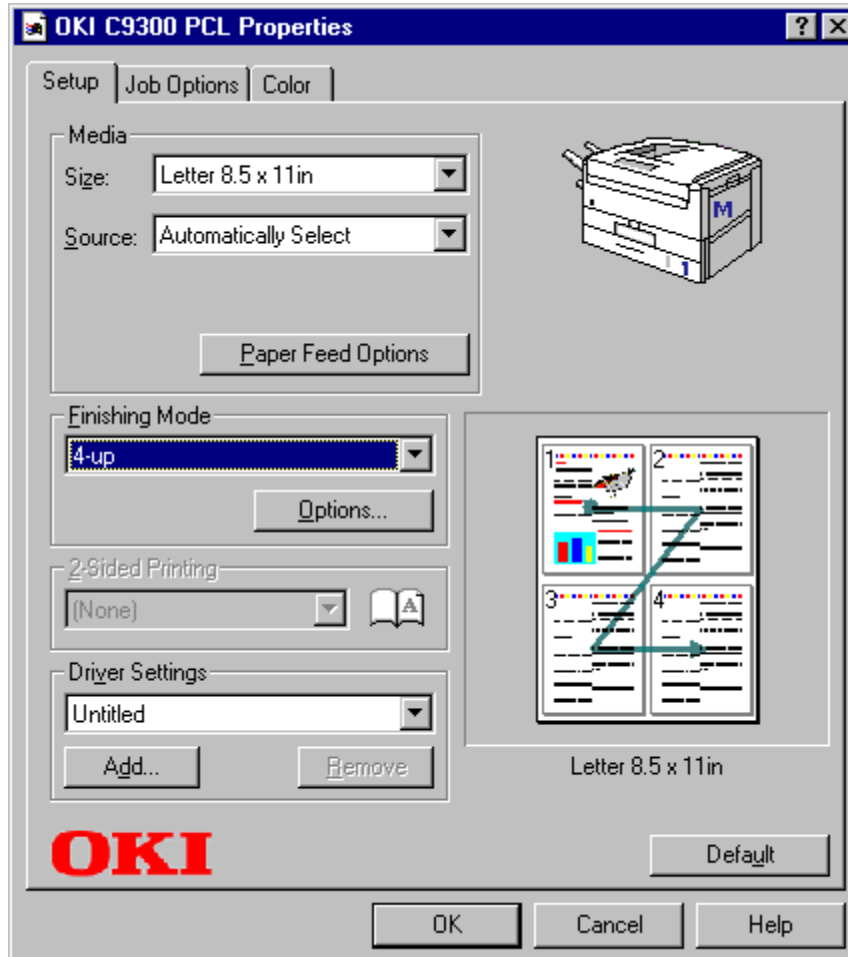 OKI C9300 PCL Properties
Setup Job Options Color
Media
Size: Letter 8.5 x 11in
Source: Automatically Select
Paper Feed Options
M
1
Finishing Mode
4-up
Options...
1 2
3 4
2-Sided Printing
(None)
A
Driver Settings
Untitled
Add... Remove
Letter 8.5 x 11in
OKI
Default
OK Cancel Help